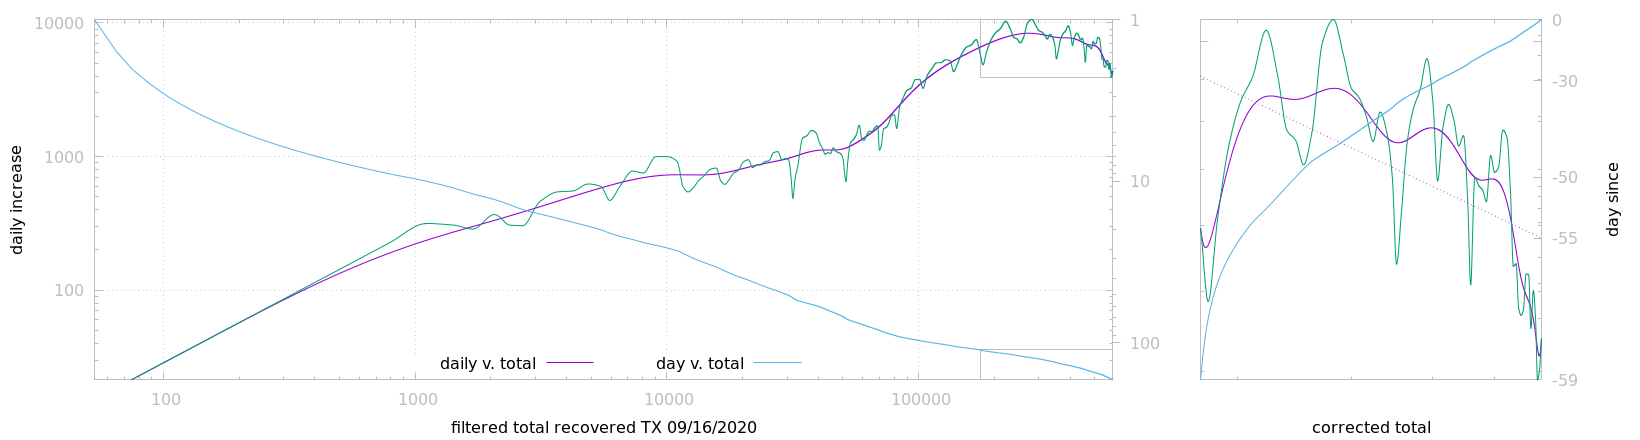 10000
1000
100
daily increase
100
1000
10000
100000
daily v. total
day v. total
filtered total recovered TX 09/16/2020
1
10
100
0
-30
-50
-55
-59
day since
corrected total